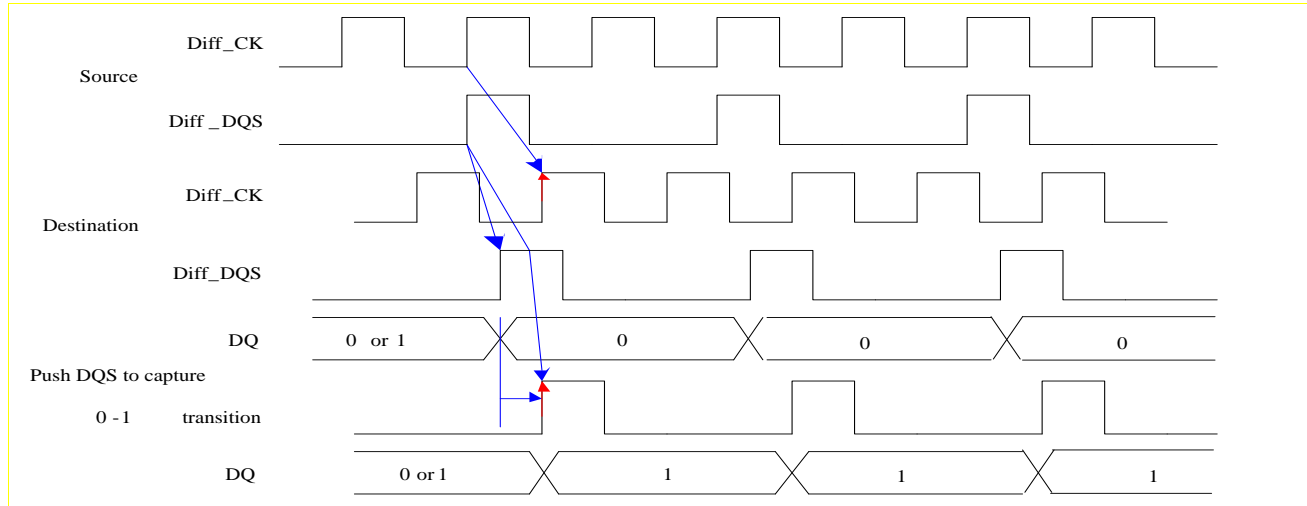 Diff_CK
Source
Diff _ DQS
Diff_CK
Destination
Diff_DQS
DQ 0 or 1 0 0 0
Push DQS to capture
0 -1 transition
DQ 0 or 1 1 1 1